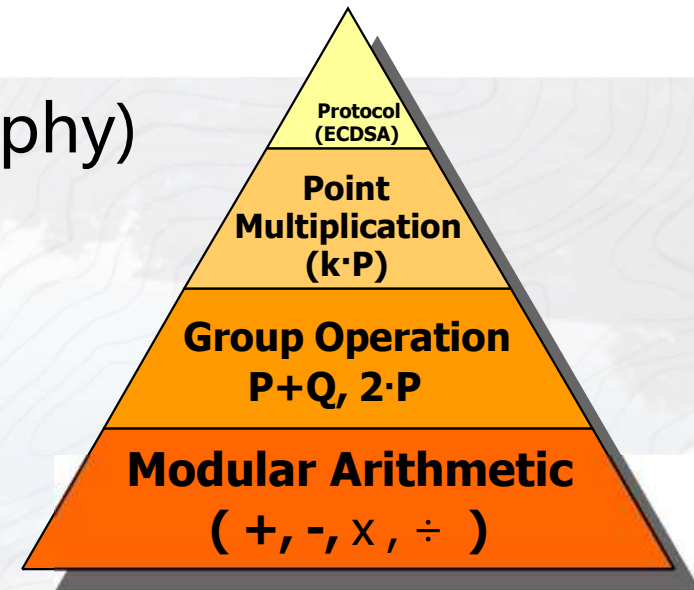 phy)
Protocol
(ECDSA)
Point
Multiplication
(k·P)
Group Operation
P+Q, 2·P
Modular Arithmetic
( +, -, x , ÷ )